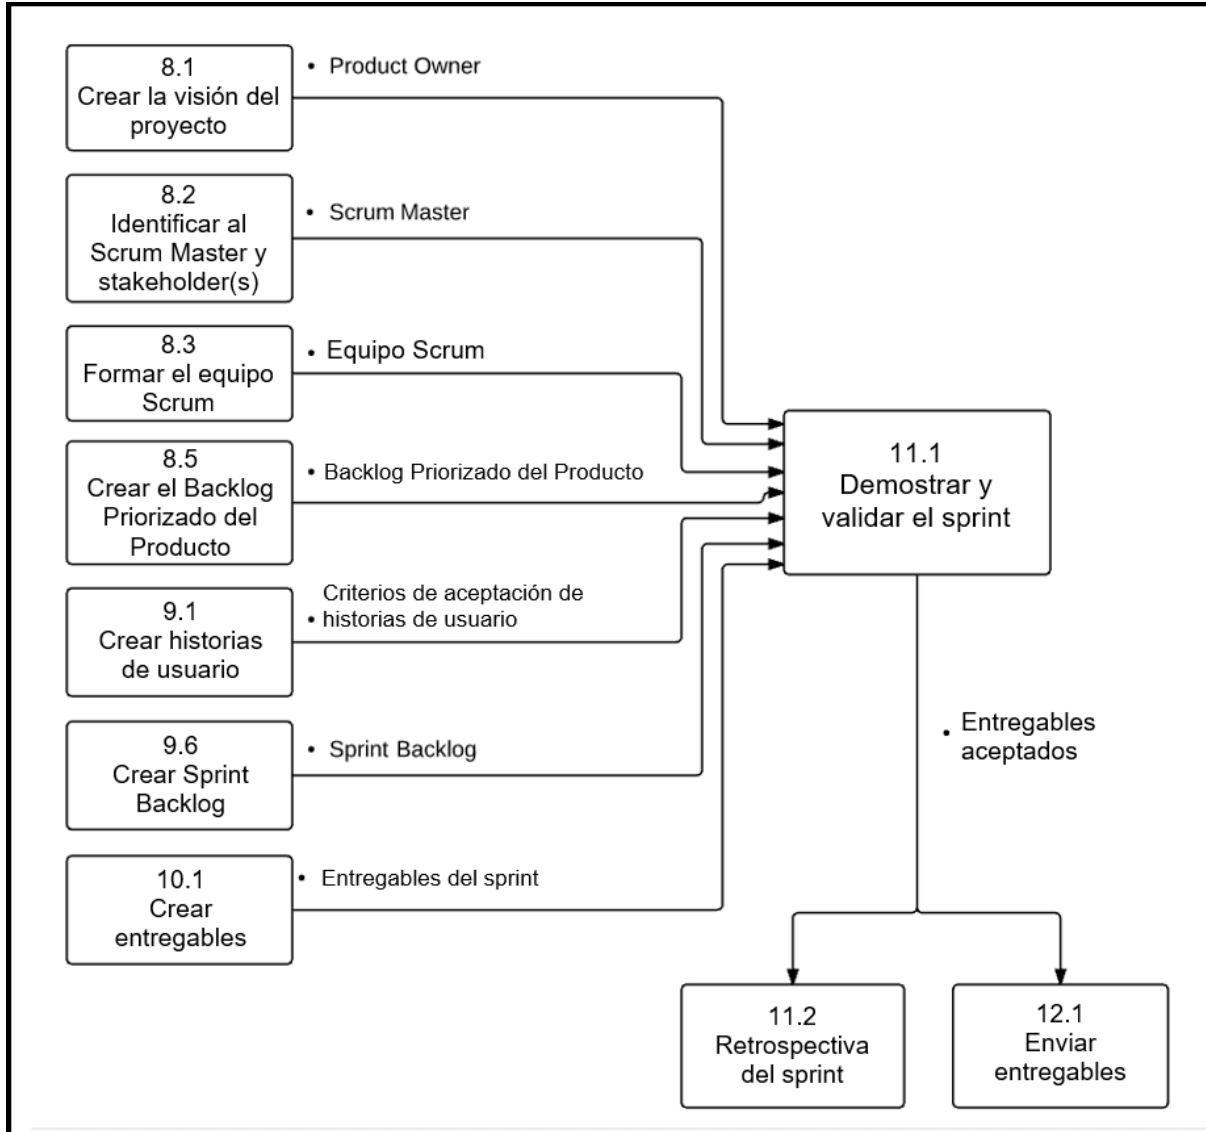 8.1
Crear la visión del
proyecto
• Product Owner
8.2
Identificar al
Scrum Master y
stakeholder(s)
• Scrum Master
8.3
Formar el equipo
Scrum
• Equipo Scrum
8.5
Crear el Backlog
Priorizado del
Producto
• Backlog Priorizado del Producto
9.1
Crear historias
de usuario
Criterios de aceptación de
• historias de usuario
9.6
Crear Sprint
Backlog
• Sprint Backlog
10.1
Crear
entregables
• Entregables del sprint
11.1
Demostrar y
validar el sprint
• Entregables
aceptados
11.2
Retrospectiva
del sprint
12.1
Enviar
entregables